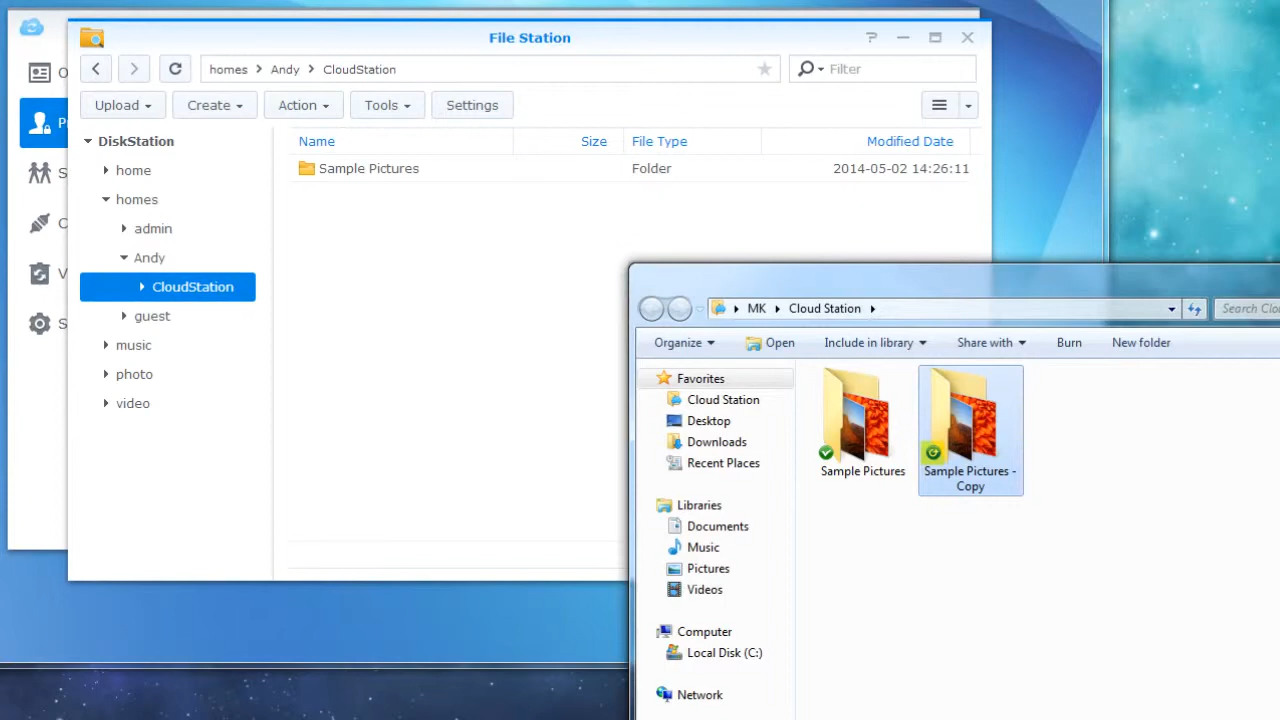 File Station
homes Andy CloudStation
Filter
Upload Create Action Tools Settings
DiskStation
home
homes
admin
Andy
CloudStation
guest
music
photo
video
Name Size File Type Modified Date
Sample Pictures Folder 2014-05-02 14:26:11
O
P
S
C
V
S
MK Cloud Station
Search Clo
Organize Open Include in library Share with Burn New folder
Favorites
Cloud Station
Desktop
Downloads
Recent Places
Libraries
Documents
Music
Pictures
Videos
Computer
Local Disk (C:)
Network
Sample Pictures
Sample Pictures -
Copy